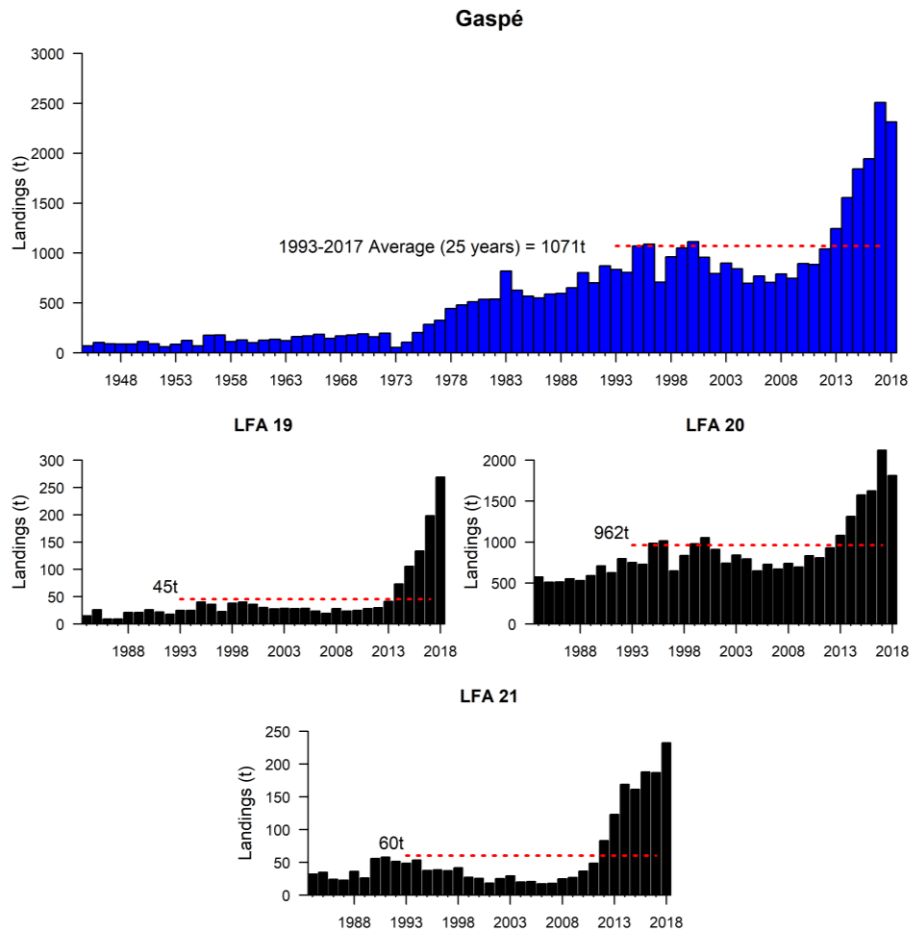 Gaspé
Landings (t)
3000
2500
2000
1500
1000
500
0
1993-2017 Average (25 years) = 1071t
1948 1953 1958 1963 1968 1973 1978 1983 1988 1993 1998 2003 2008 2013 2018
LFA 19
Landings (t)
300
250
200
150
100
50
0
45t
1988 1993 1998 2003 2008 2013 2018
LFA 20
Landings (t)
2000
1500
1000
500
0
962t
1988 1993 1998 2003 2008 2013 2018
LFA 21
Landings (t)
250
200
150
100
50
0
60t
1988 1993 1998 2003 2008 2013 2018